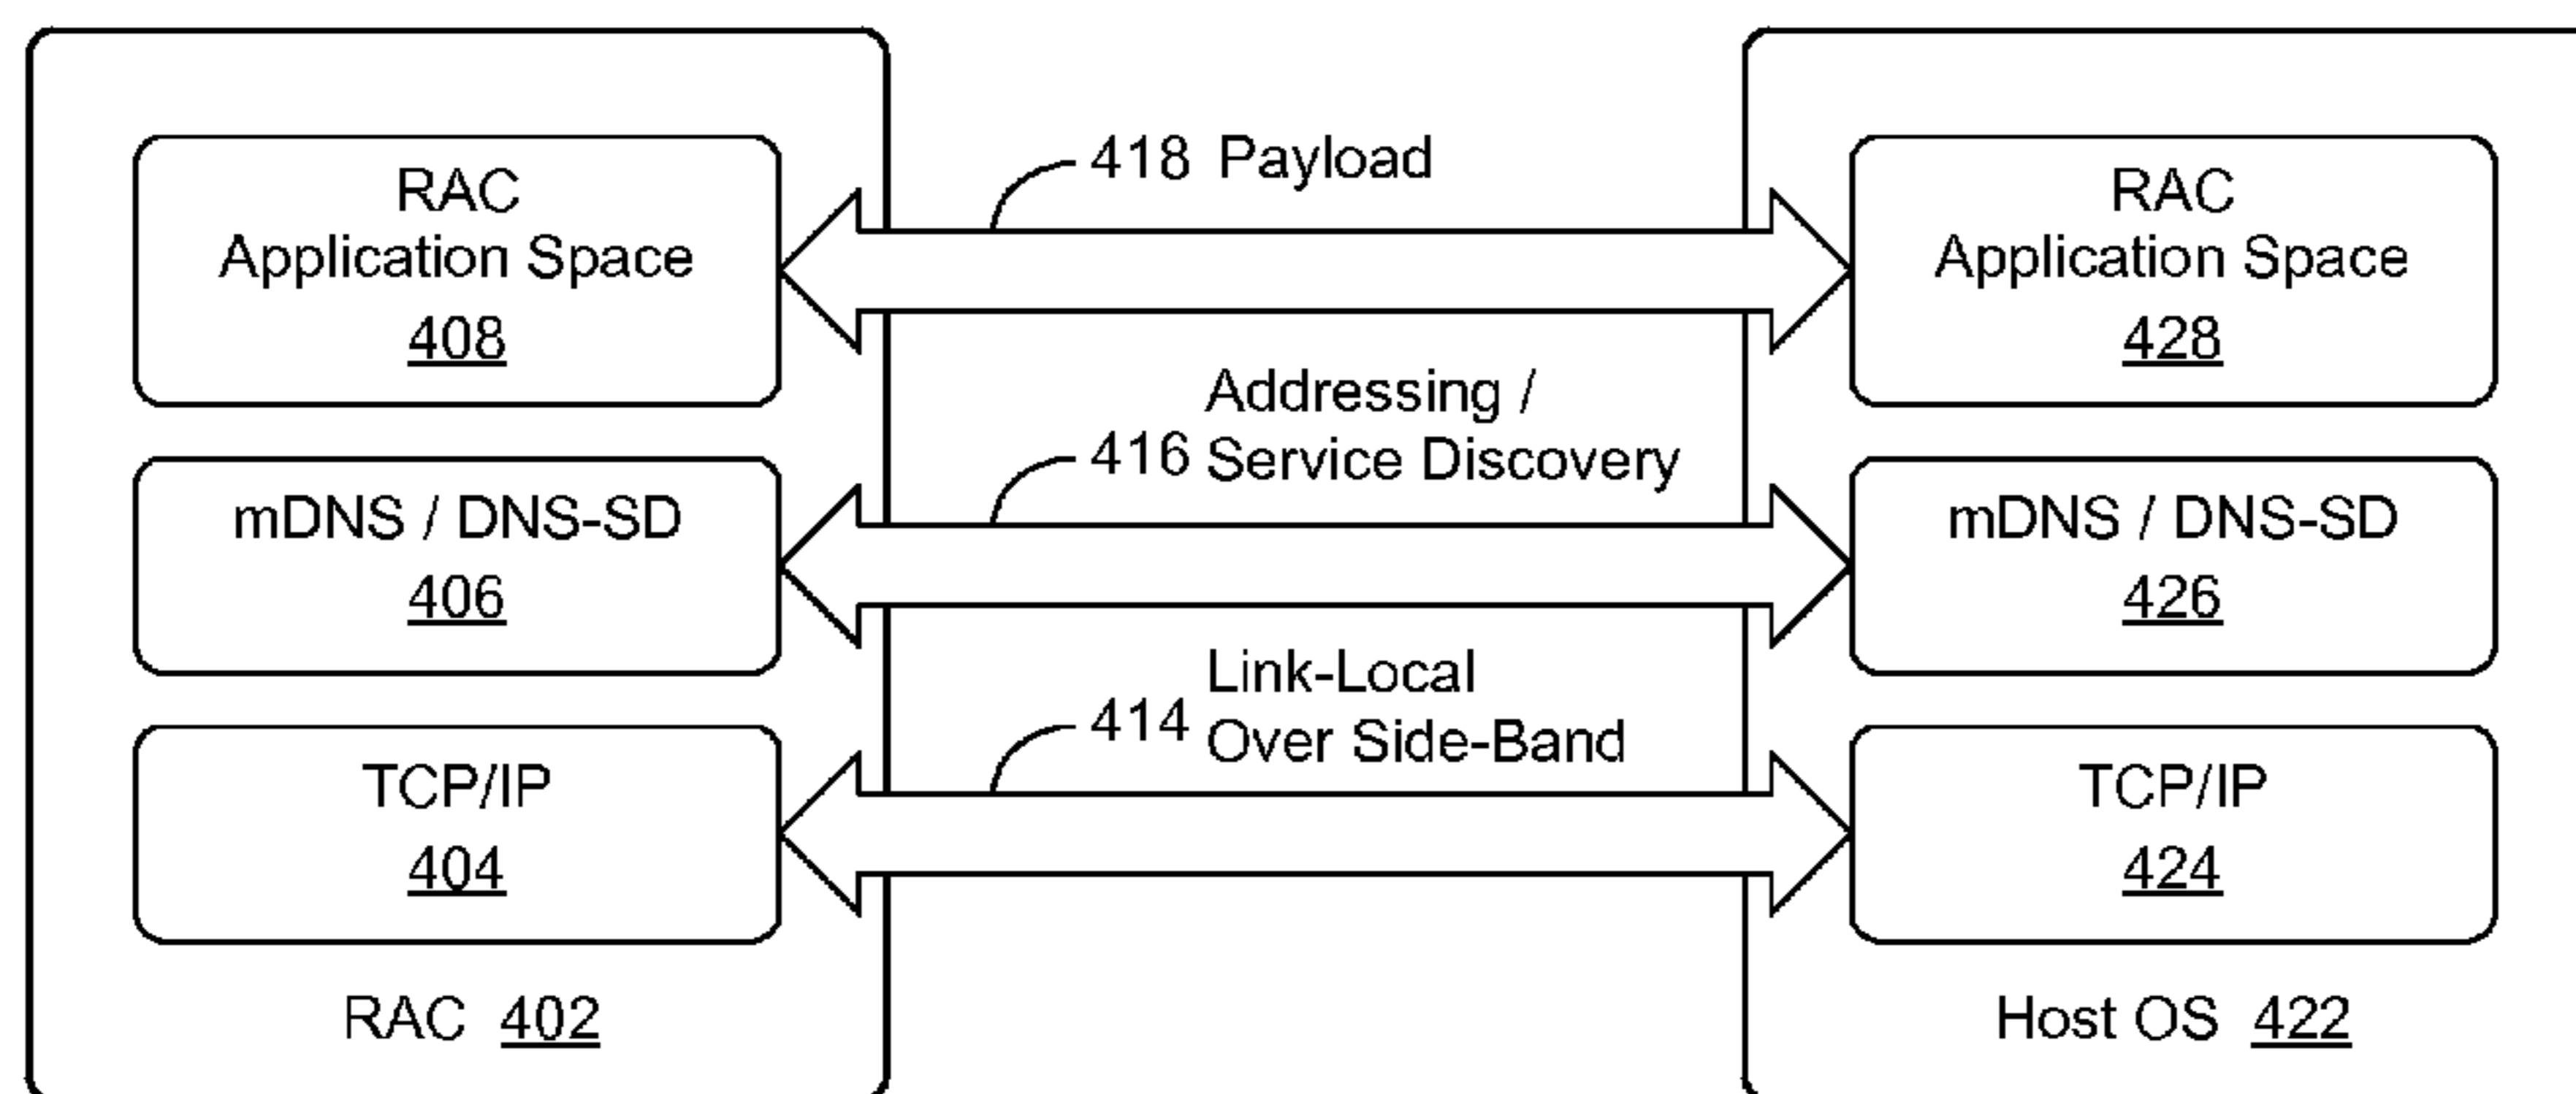 RAC
Application Space
408
mDNS / DNS-SD
406
TCP/IP
404
RAC 402
418 Payload
Addressing /
416 Service Discovery
Link-Local
414 Over Side-Band
RAC
Application Space
428
mDNS / DNS-SD
426
TCP/IP
424
Host OS 422